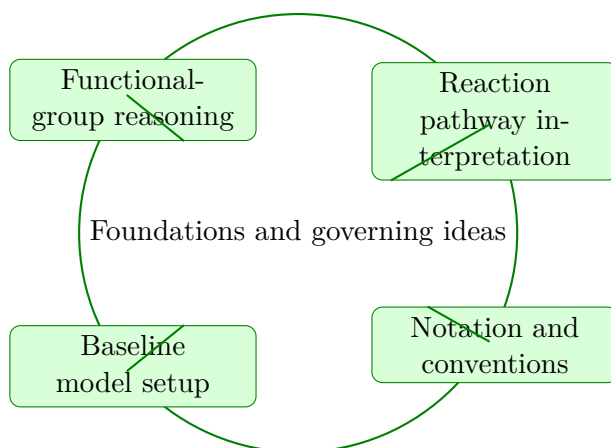 Functional-
group reasoning
Reaction
pathway in-
terpretation
Foundations and governing ideas
Baseline
model setup
Notation and
conventions